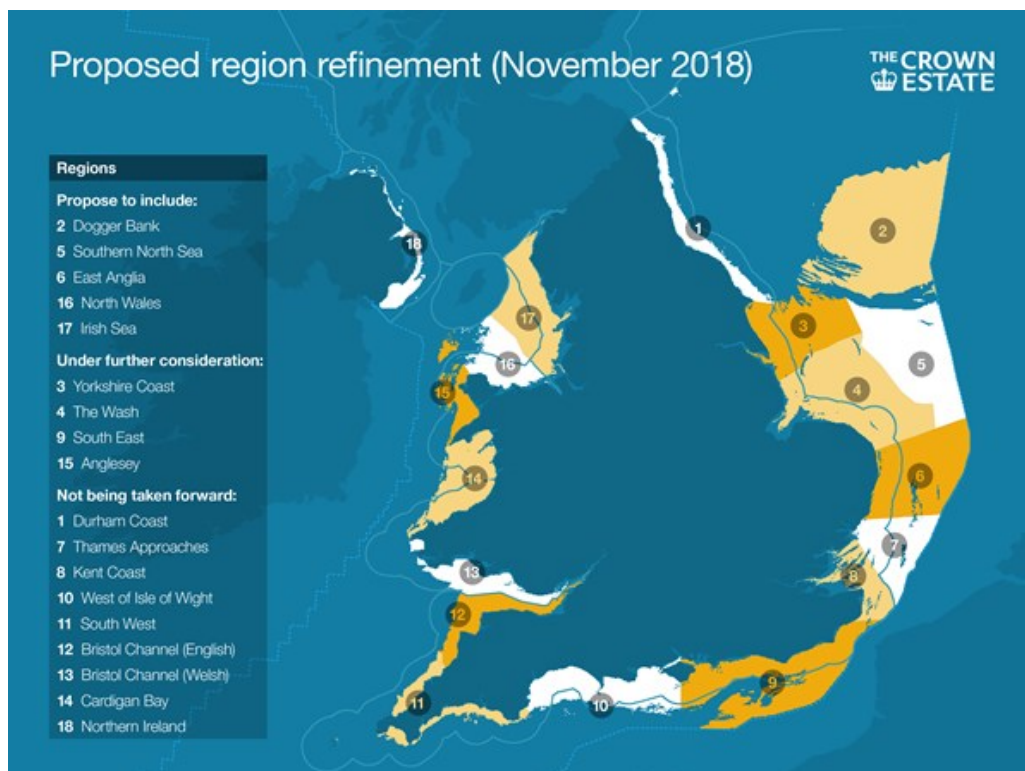 Proposed region refinement (November 2018)
THE CROWN
ESTATE
Regions
Propose to include:
2 Dogger Bank
5 Southern North Sea
6 East Anglia
16 North Wales
17 Irish Sea
Under further consideration:
3 Yorkshire Coast
4 The Wash
9 South East
15 Anglesey
Not being taken forward:
1 Durham Coast
7 Thames Approaches
8 Kent Coast
10 West of Isle of Wight
11 South West
12 Bristol Channel (English)
13 Bristol Channel (Welsh)
14 Cardigan Bay
18 Northern Ireland
1
2
18
17
3
16
5
4
15
14
6
7
13
8
12
9
11
10